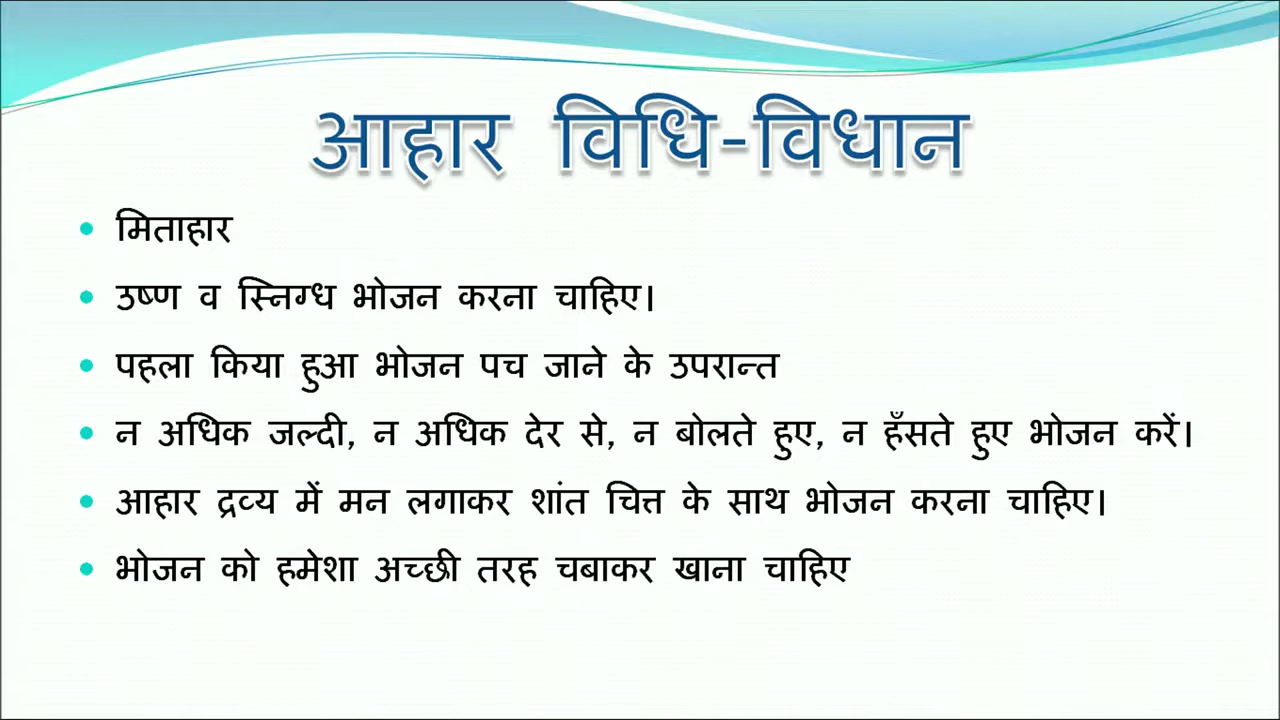 आहार विधि-विधान
• मिताहार
• उष्ण व स्निग्ध भोजन करना चाहिए।
• पहला किया हुआ भोजन पच जाने के उपरान्त
• न अधिक जल्दी, न अधिक देर से, न बोलते हुए, न हँसते हुए भोजन करें।
• आहार द्रव्य में मन लगाकर शांत चित्त के साथ भोजन करना चाहिए।
• भोजन को हमेशा अच्छी तरह चबाकर खाना चाहिए